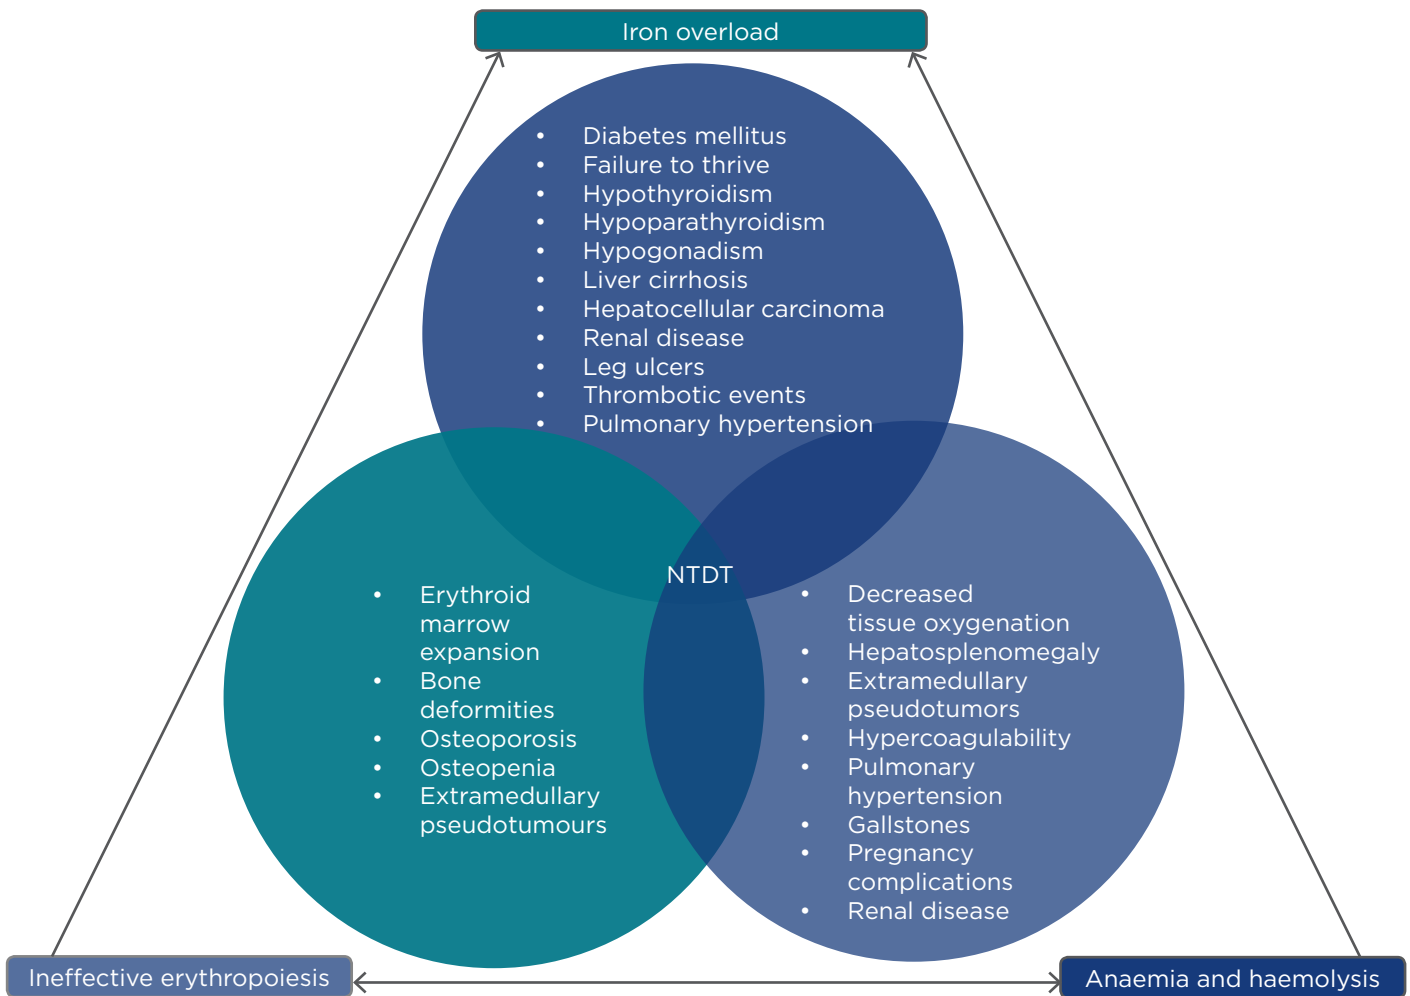 Iron overload
• Diabetes mellitus
• Failure to thrive
• Hypothyroidism
• Hypoparathyroidism
• Hypogonadism
• Liver cirrhosis
• Hepatocellular carcinoma
• Renal disease
• Leg ulcers
• Thrombotic events
• Pulmonary hypertension
NTDT
• Erythroid
marrow
expansion
• Bone
deformities
• Osteoporosis
• Osteopenia
• Extramedullary
pseudotumours
• Decreased
tissue oxygenation
• Hepatosplenomegaly
• Extramedullary
pseudotumors
• Hypercoagulability
• Pulmonary
hypertension
• Gallstones
• Pregnancy
complications
• Renal disease
Ineffective erythropoiesis
Anaemia and haemolysis